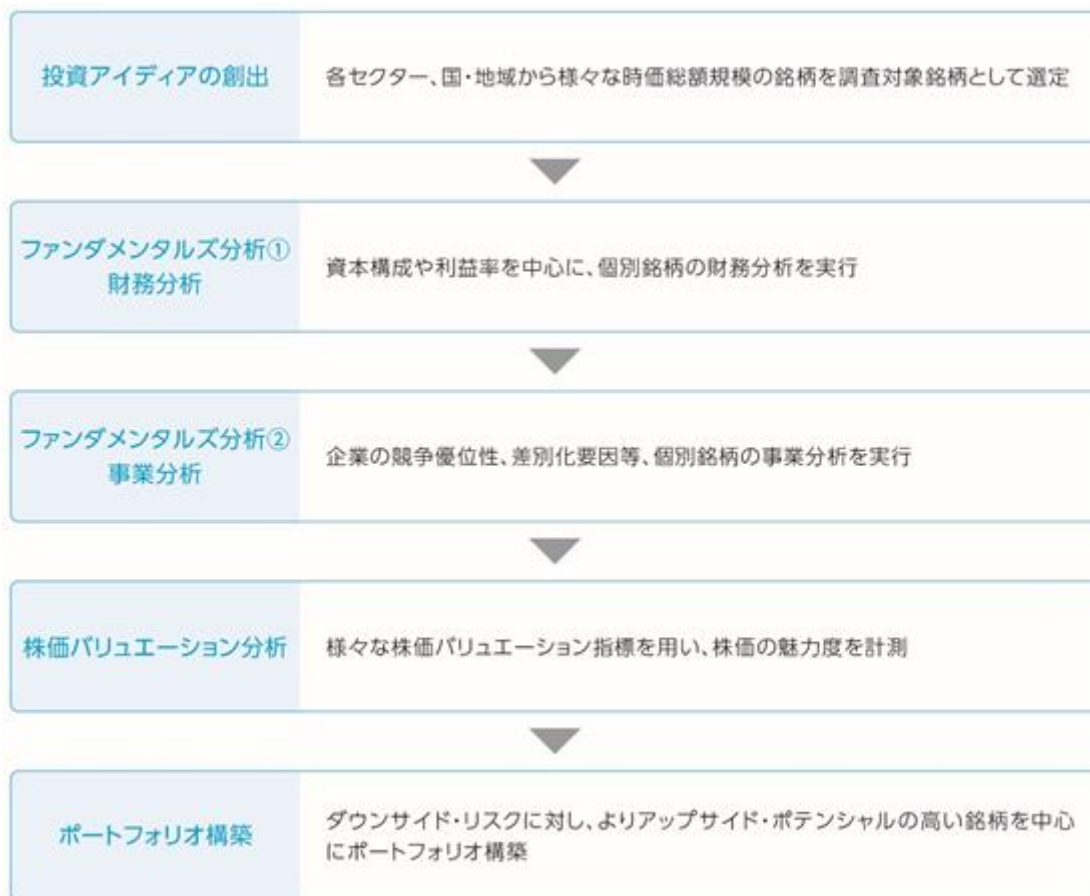 投資アイディアの創出
各セクター、国・地域から様々な時価総額規模の銘柄を調査対象銘柄として選定
ファンダメンタルズ分析①
財務分析
資本構成や利益率を中心に、個別銘柄の財務分析を実行
ファンダメンタルズ分析②
事業分析
企業の競争優位性、差別化要因等、個別銘柄の事業分析を実行
株価バリュエーション分析
様々な株価バリュエーション指標を用い、株価の魅力度を計測
ポートフォリオ構築
ダウンサイド・リスクに対し、よりアップサイド・ポテンシャルの高い銘柄を中心
にポートフォリオ構築